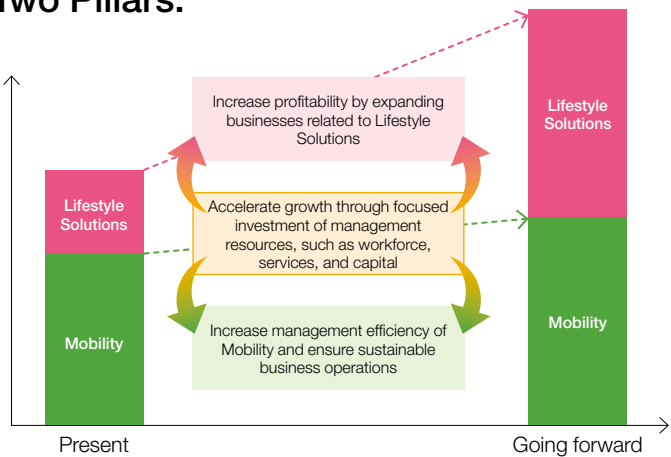 Two Pillars.
Increase profitability by expanding
businesses related to Lifestyle
Solutions
Lifestyle
Solutions
Lifestyle
Solutions
Accelerate growth through focused
investment of management
resources, such as workforce,
services, and capital
Mobility
Increase management efficiency of
Mobility and ensure sustainable
business operations
Mobility
Present
Going forward